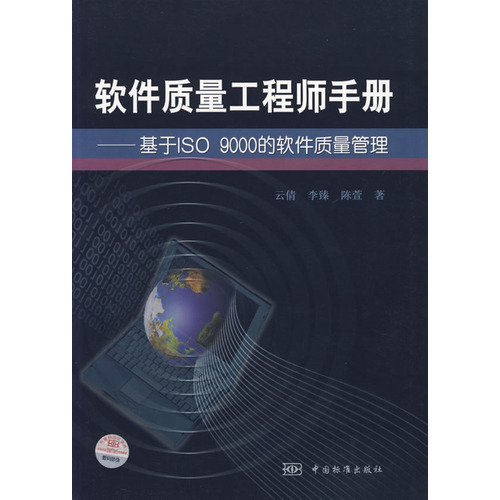 软件质量工程师手册
——基于ISO 9000的软件质量管理
云倩 李臻 陈萱 著
中国标准出版社